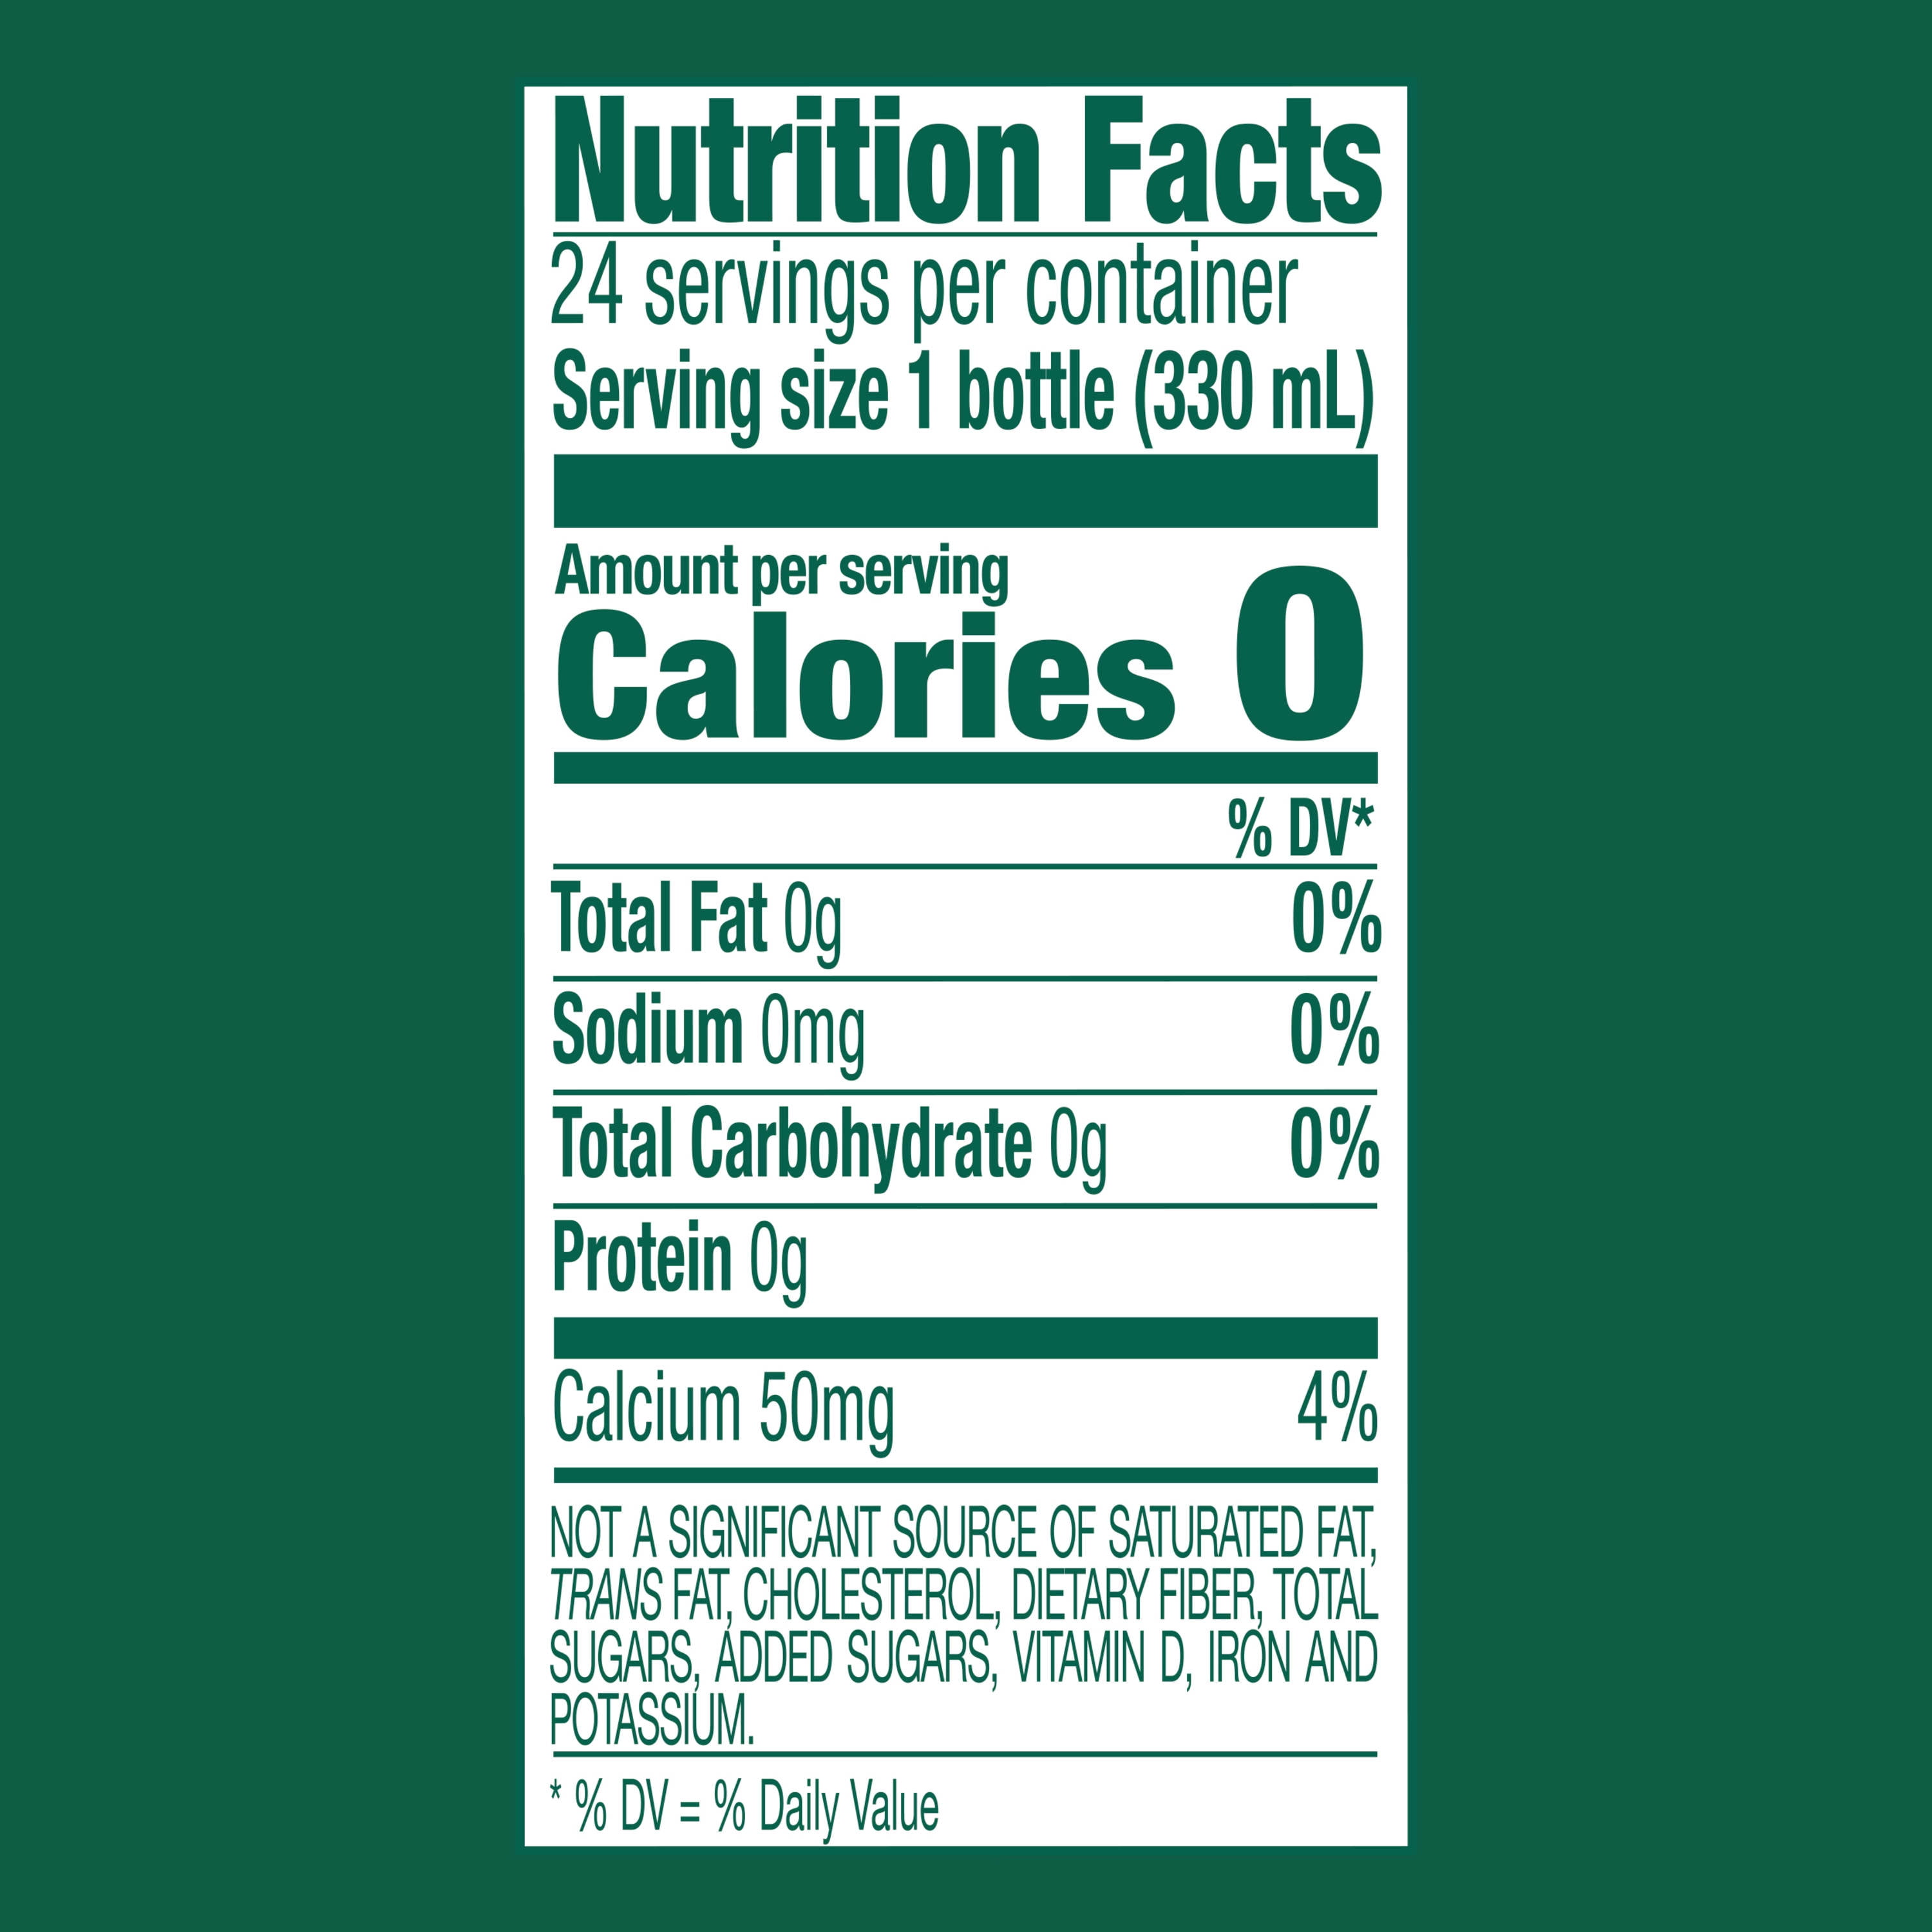 Nutrition Facts
24 servings per container
Serving size 1 bottle (330 mL)
Amount per serving
Calories 0
% DV*
Total Fat 0g 0%
Sodium 0mg 0%
Total Carbohydrate 0g 0%
Protein 0g
Calcium 50mg 4%
NOT A SIGNIFICANT SOURCE OF SATURATED FAT,
TRANS FAT, CHOLESTEROL, DIETARY FIBER, TOTAL
SUGARS, ADDED SUGARS, VITAMIN D, IRON AND
POTASSIUM.
* % DV = % Daily Value